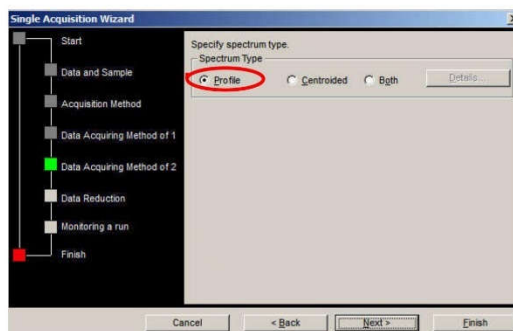 Single Acquisition Wizard
Start
Data and Sample
Acquisition Method
Data Acquiring Method of 1
Data Acquiring Method of 2
Data Reduction
Monitoring a run
Finish
Specify spectrum type.
Spectrum Type
Profile
Centroided
Both
Details...
Cancel
< Back
Next >
Finish